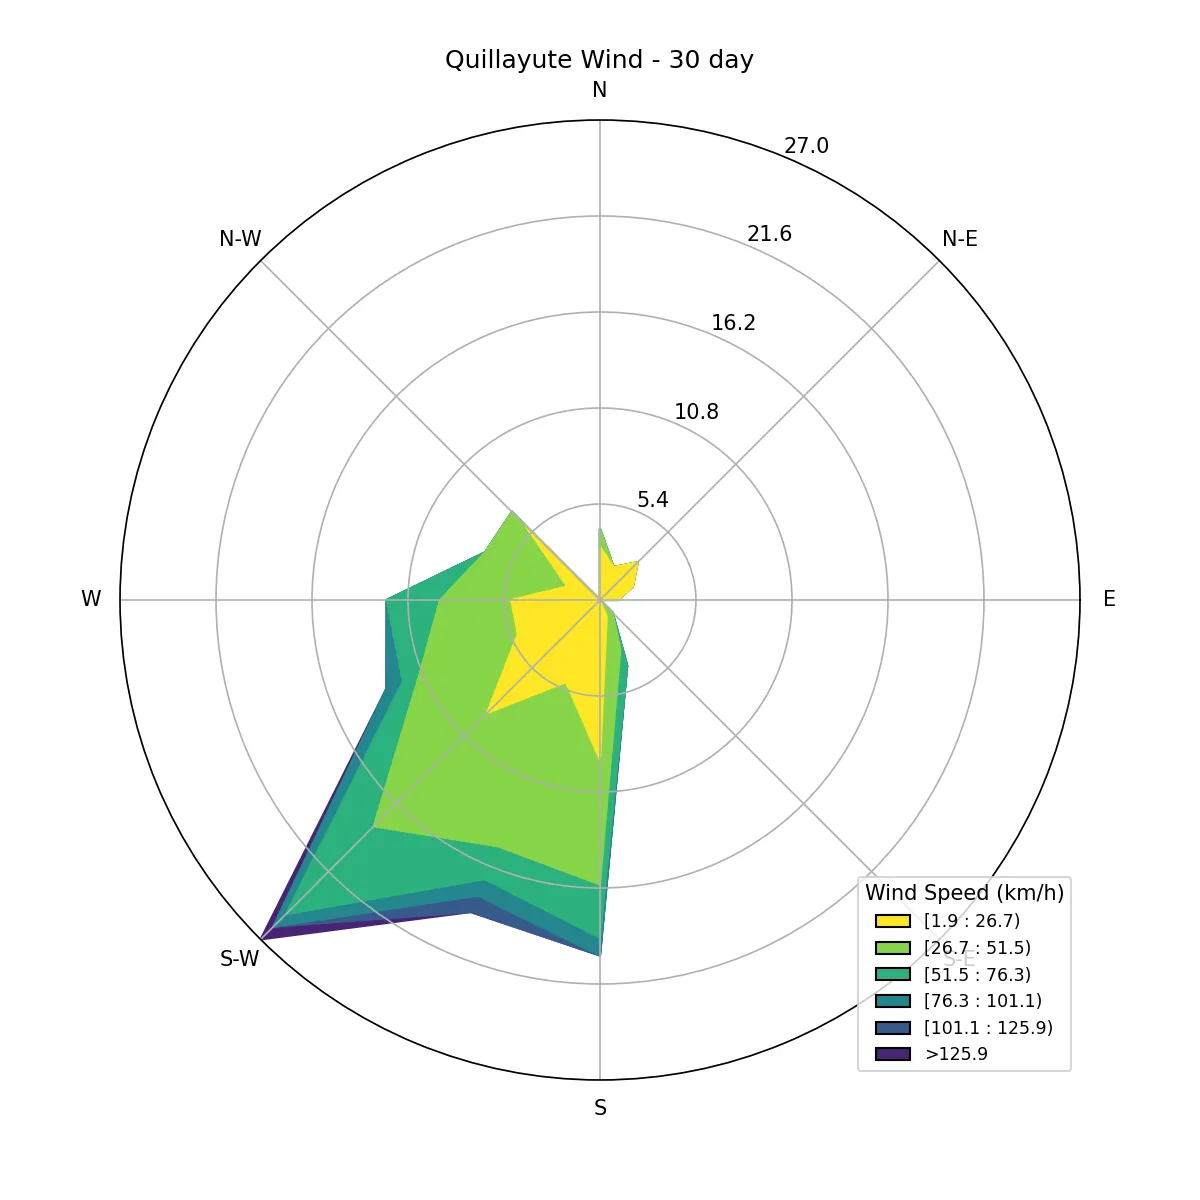 Quillayute Wind - 30 day
N
27.0
21.6
N-W
N-E
16.2
10.8
5.4
W
E
Wind Speed (km/h)
[1.9 : 26.7)
[26.7 : 51.5)
S-W
S-E
[51.5 : 76.3)
[76.3 : 101.1)
[101.1 : 125.9)
>125.9
S